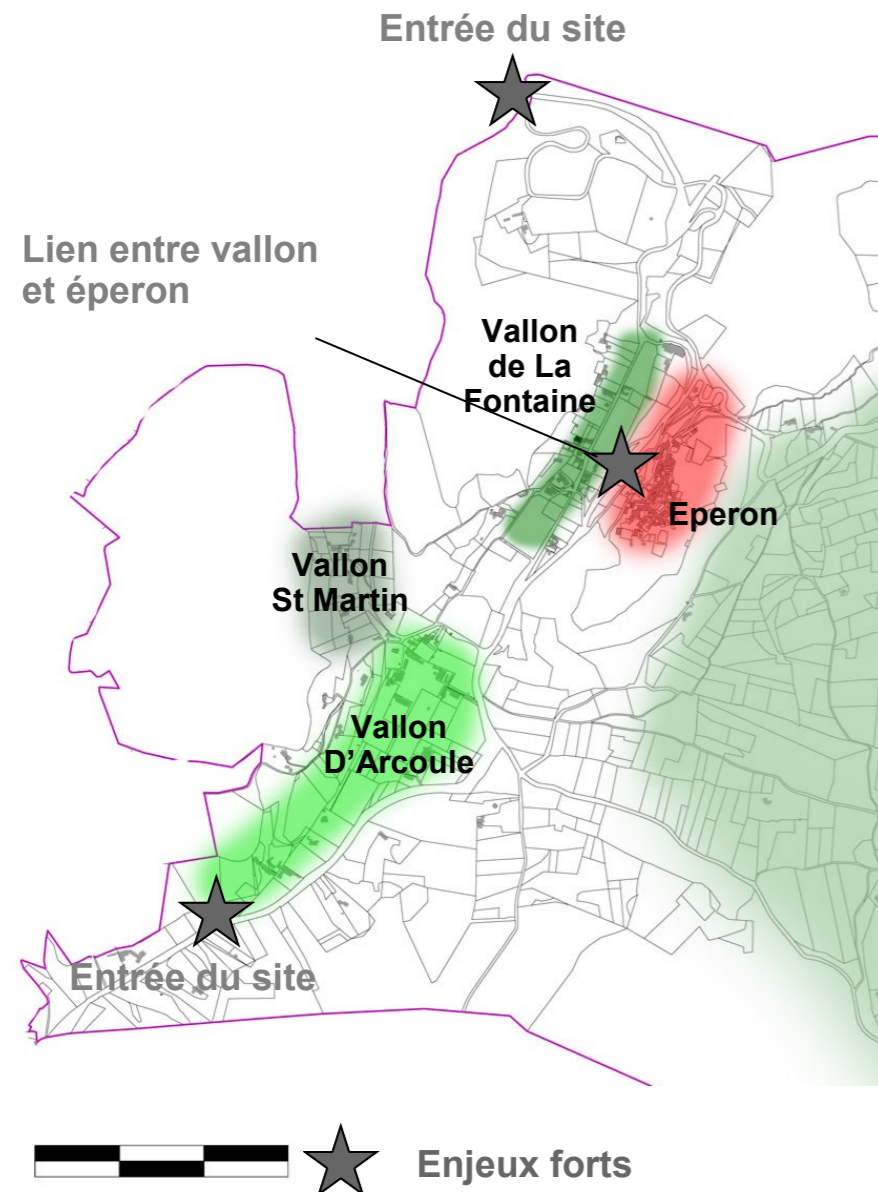 Entrée du site
Lien entre vallon
et éperon
Vallon
de La
Fontaine
Eperon
Vallon
St Martin
Vallon
D’Arcoule
Entrée du site
Enjeux forts